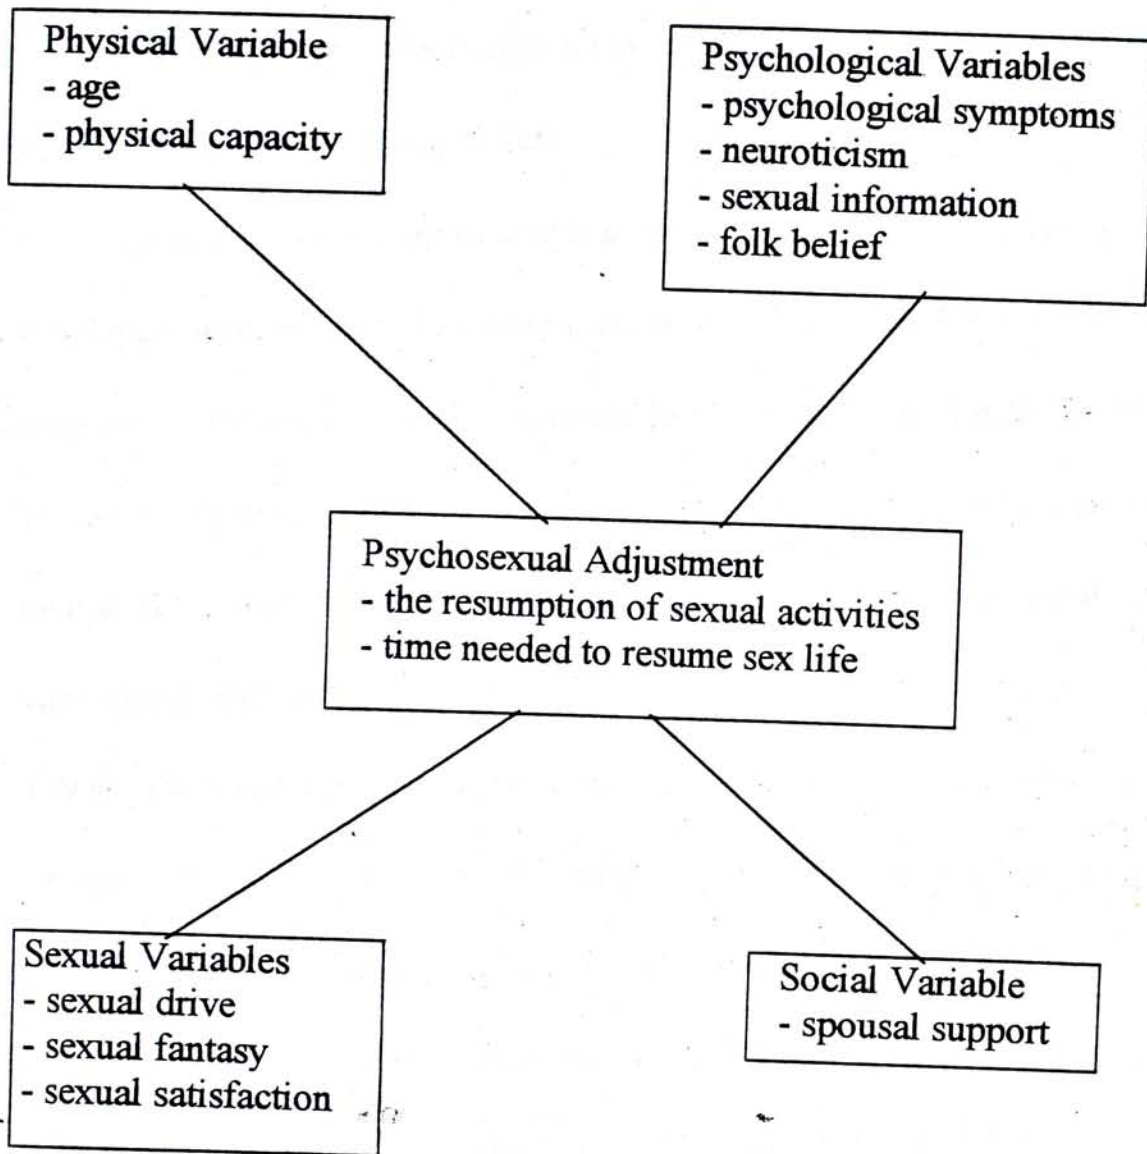 Physical Variable
- age
- physical capacity
Psychological Variables
- psychological symptoms
- neuroticism
- sexual information
- folk belief
Psychosexual Adjustment
- the resumption of sexual activities
- time needed to resume sex life
Sexual Variables
- sexual drive
- sexual fantasy
- sexual satisfaction
Social Variable
- spousal support